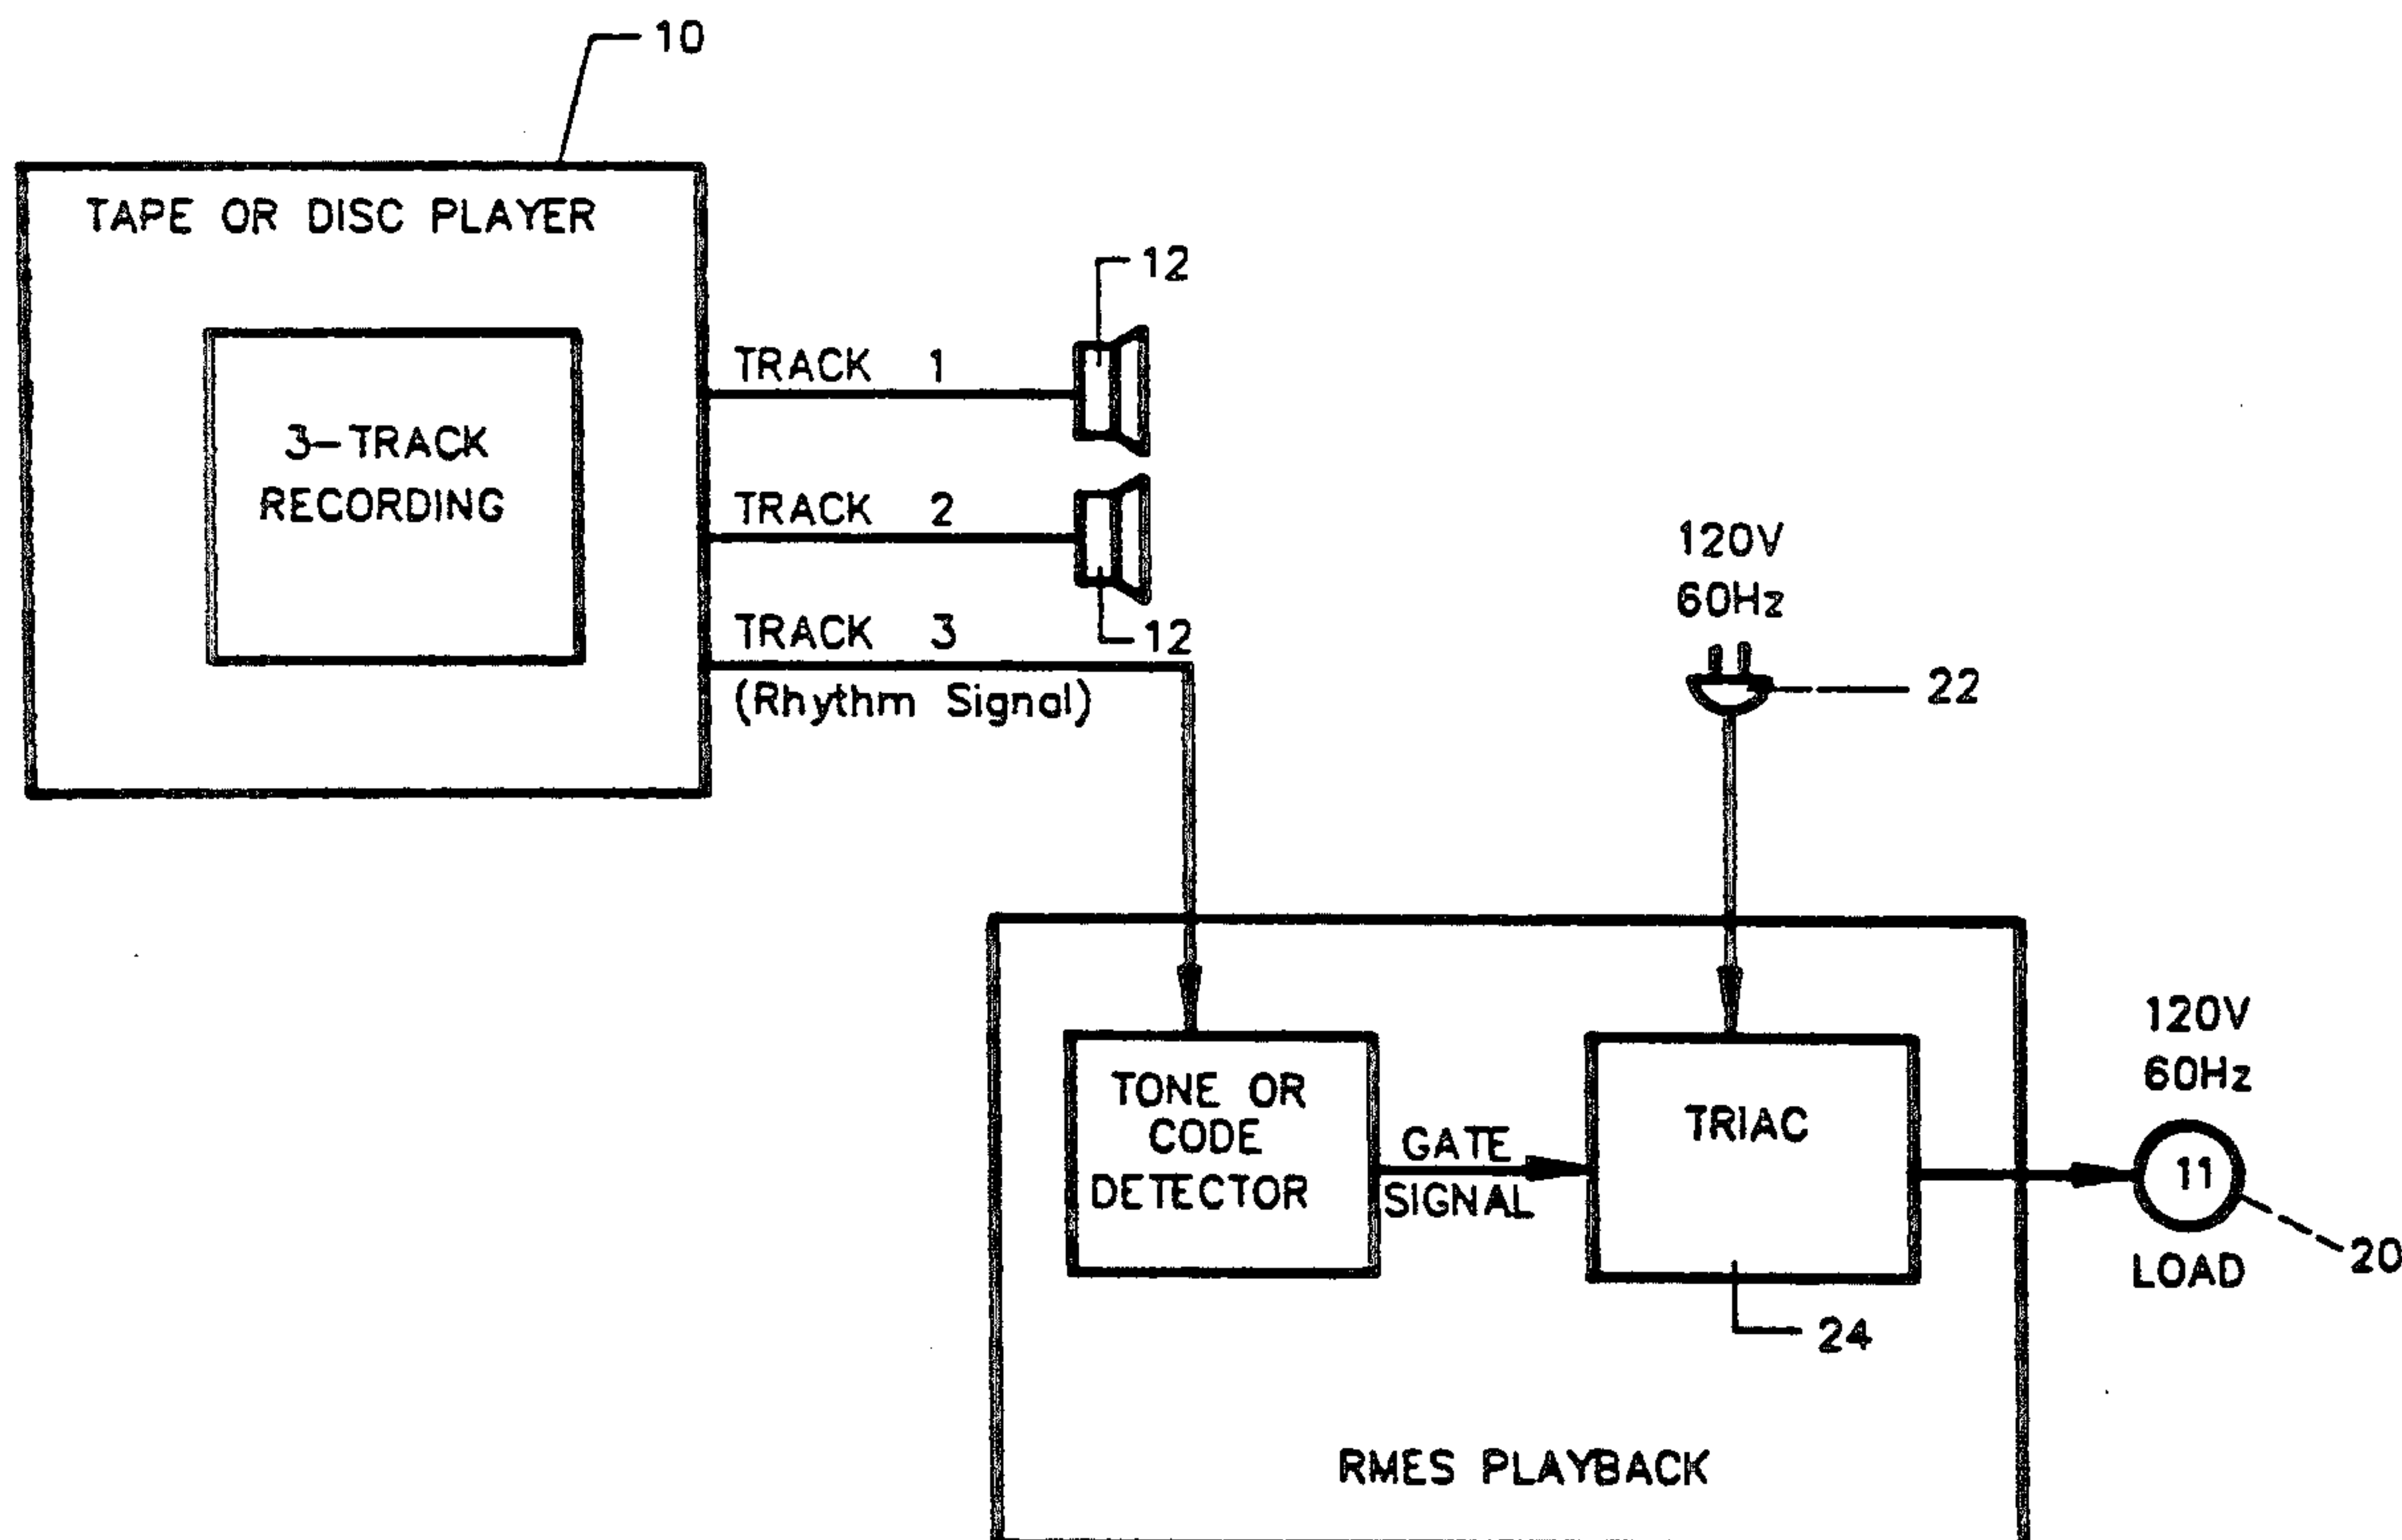 10
TAPE OR DISC PLAYER
3-TRACK
RECORDING
TRACK 1
12
TRACK 2
12
TRACK 3
(Rhythm Signal)
120V
60Hz
22
TONE OR
CODE
DETECTOR
GATE
SIGNAL
TRIAC
24
120V
60Hz
11
20
LOAD
RMES PLAYBACK